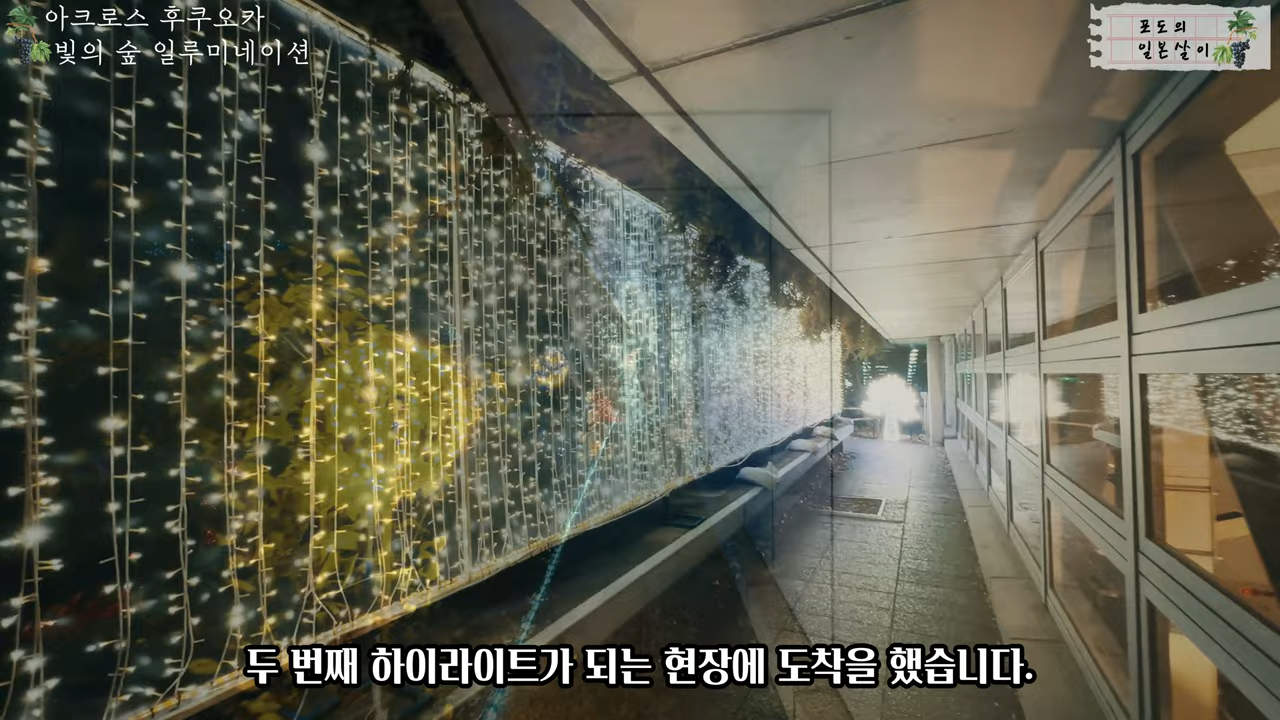 아크로스 후쿠오카
빛의 숲 일루미네이션
포도의
일본살이
두 번째 하이라이트가 되는 현장에 도착을 했습니다.